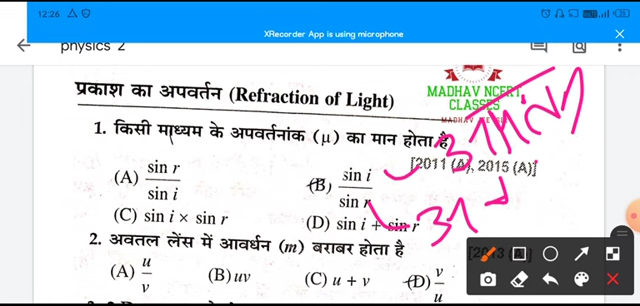 12:26
XRecorder App is using microphone
physics 2
प्रकाश का अपवर्तन (Refraction of Light)
MADHAV NCERT
CLASSES
1. किसी माध्यम के अपवर्तनांक (μ) का मान होता है
[2011 (A), 2015 (A)]
(A) sin r / sin i (B) sin i / sin r
(C) sin i × sin r (D) sin i + sin r
2. अवतल लेंस में आवर्धन (m) बराबर होता है
(A) u / v (B) uv (C) u + v (D) v / u